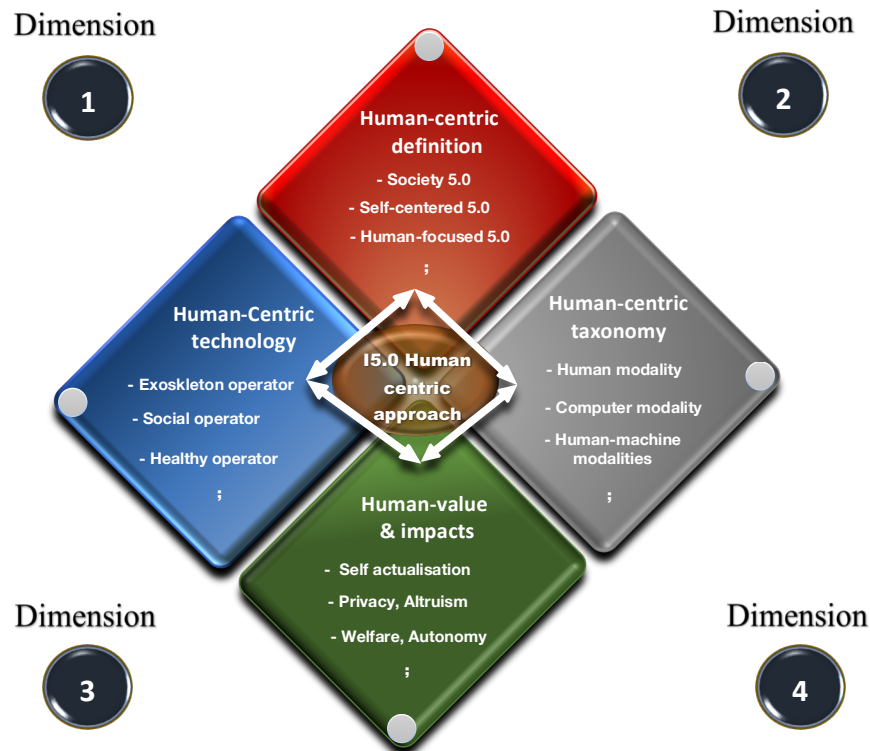 Dimension
1
Dimension
2
Human-centric
definition
- Society 5.0
- Self-centered 5.0
- Human-focused 5.0
;
Human-Centric
technology
- Exoskleton operator
- Social operator
- Healthy operator
;
I5.0 Human
centric
approach
Human-centric
taxonomy
- Human modality
- Computer modality
- Human-machine
modalities
;
Human-value
& impacts
- Self actualisation
- Privacy, Altruism
- Welfare, Autonomy
;
Dimension
3
Dimension
4